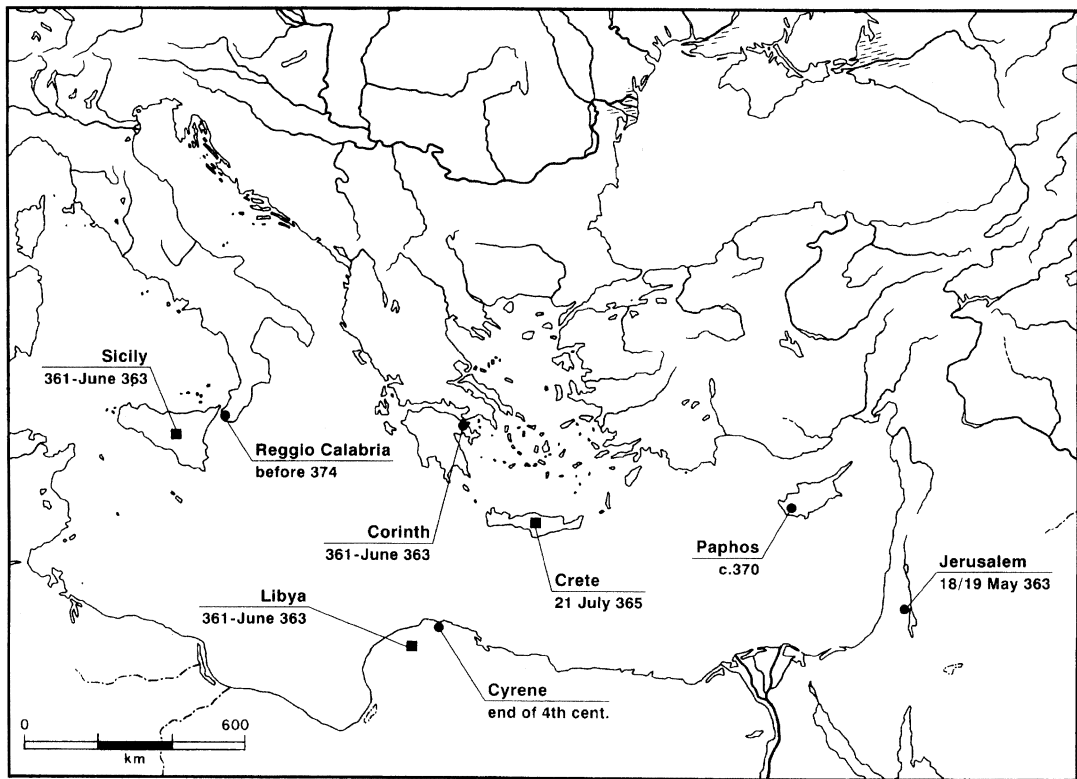 Sicily
361-June 363
Reggio Calabria
before 374
Corinth
361-June 363
Crete
21 July 365
Paphos
c.370
Jerusalem
18/19 May 363
Libya
361-June 363
Cyrene
end of 4th cent.
0 600
km